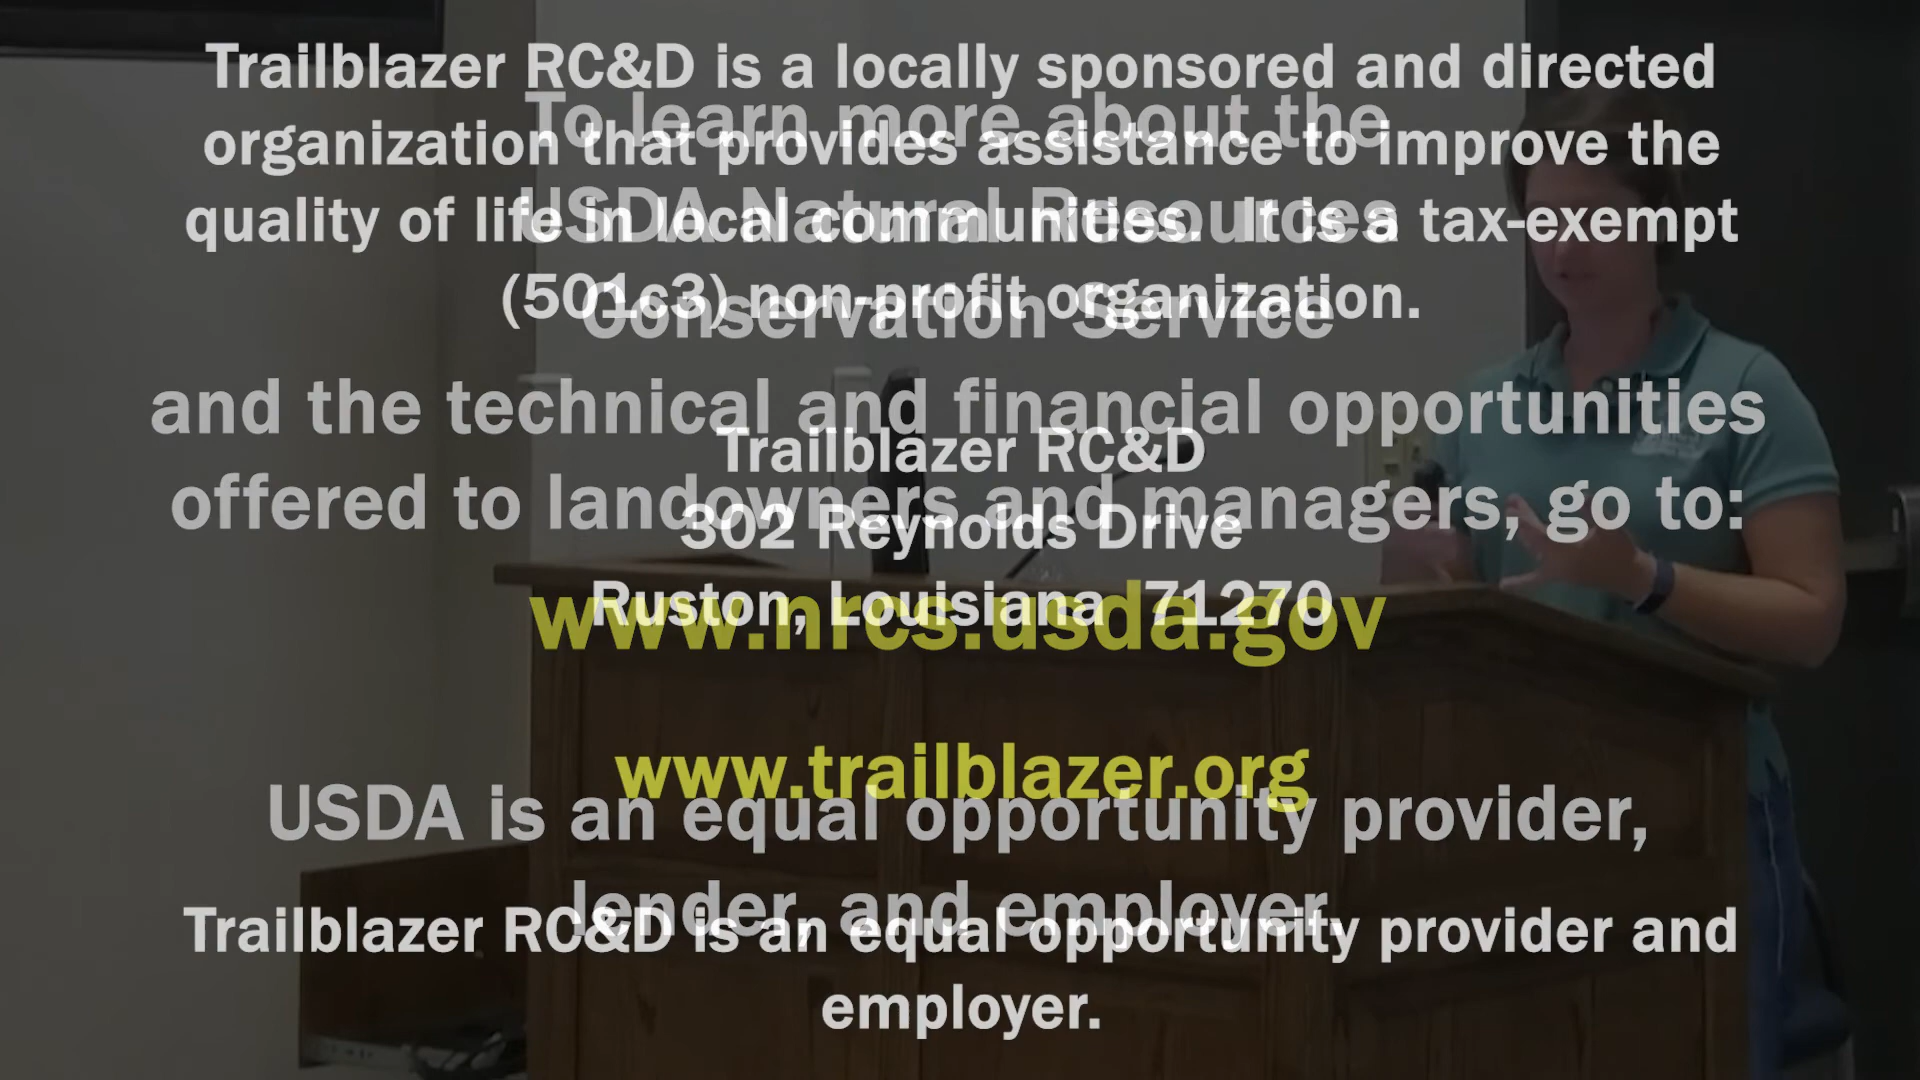 Trailblazer RC&D is a locally sponsored and directed
organization that provides assistance to improve the
quality of life in local communities. It is a tax-exempt
(501c3) non-profit organization.
Trailblazer RC&D
302 Reynolds Drive
Ruston, Louisiana 71270
www.trailblazer.org
Trailblazer RC&D is an equal opportunity provider and
employer.
To learn more about the
USDA Natural Resources
Conservation Service
and the technical and financial opportunities
offered to landowners and managers, go to:
www.nrcs.usda.gov
USDA is an equal opportunity provider,
lender, and employer.